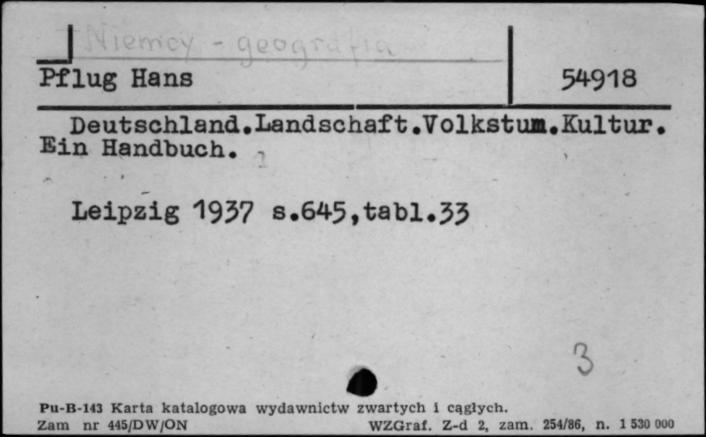 Niemcy - geografia
Pflug Hans 54918
Deutschland.Landschaft.Volkstum.Kultur.
Ein Handbuch.
Leipzig 1937 s.645,tabl.33
3
Pu-B-143 Karta katalogowa wydawnictw zwartych i cągłych.
Zam nr 445/DW/ON WZGraf. Z-d 2, zam. 254/86, n. 1 530 000